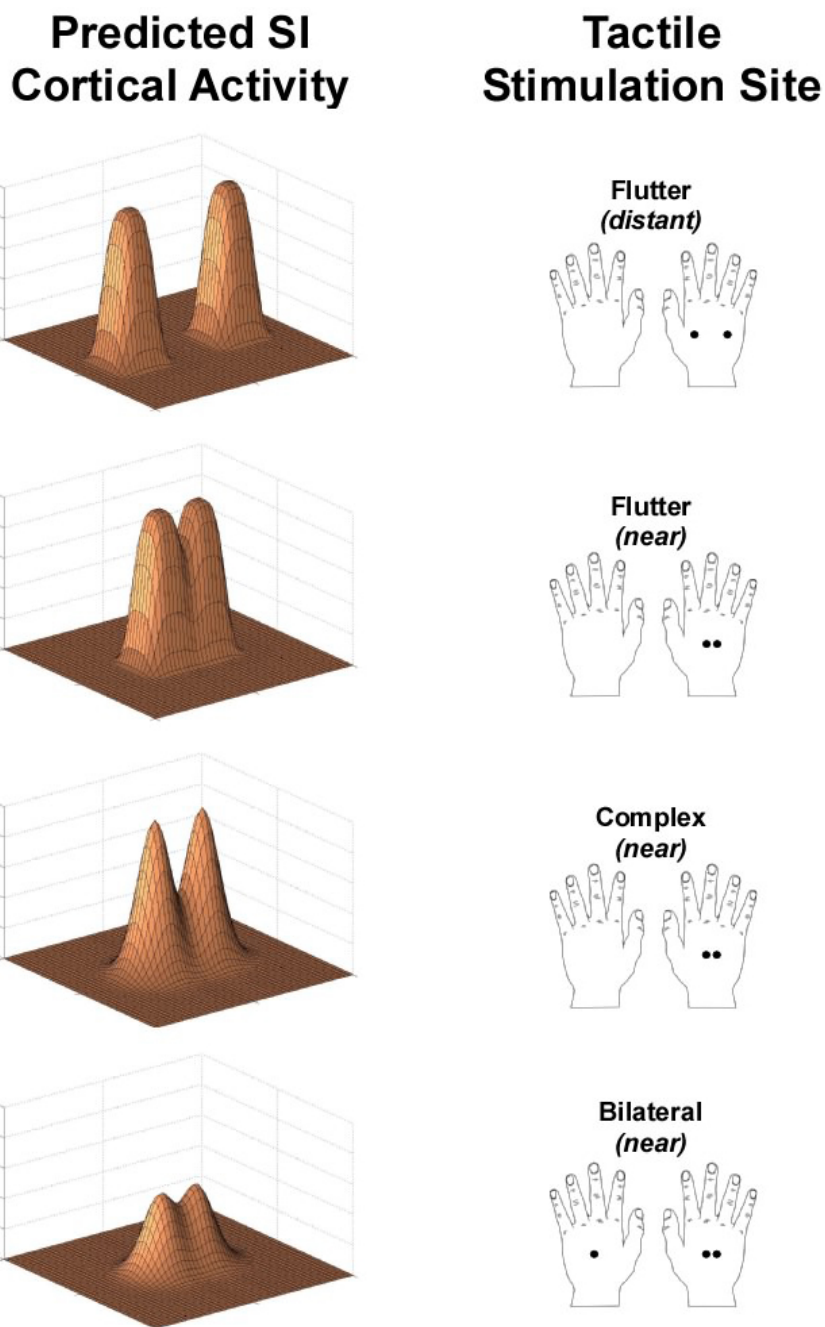 Predicted SI
Cortical Activity
Tactile
Stimulation Site
Flutter
(distant)
Flutter
(near)
Complex
(near)
Bilateral
(near)